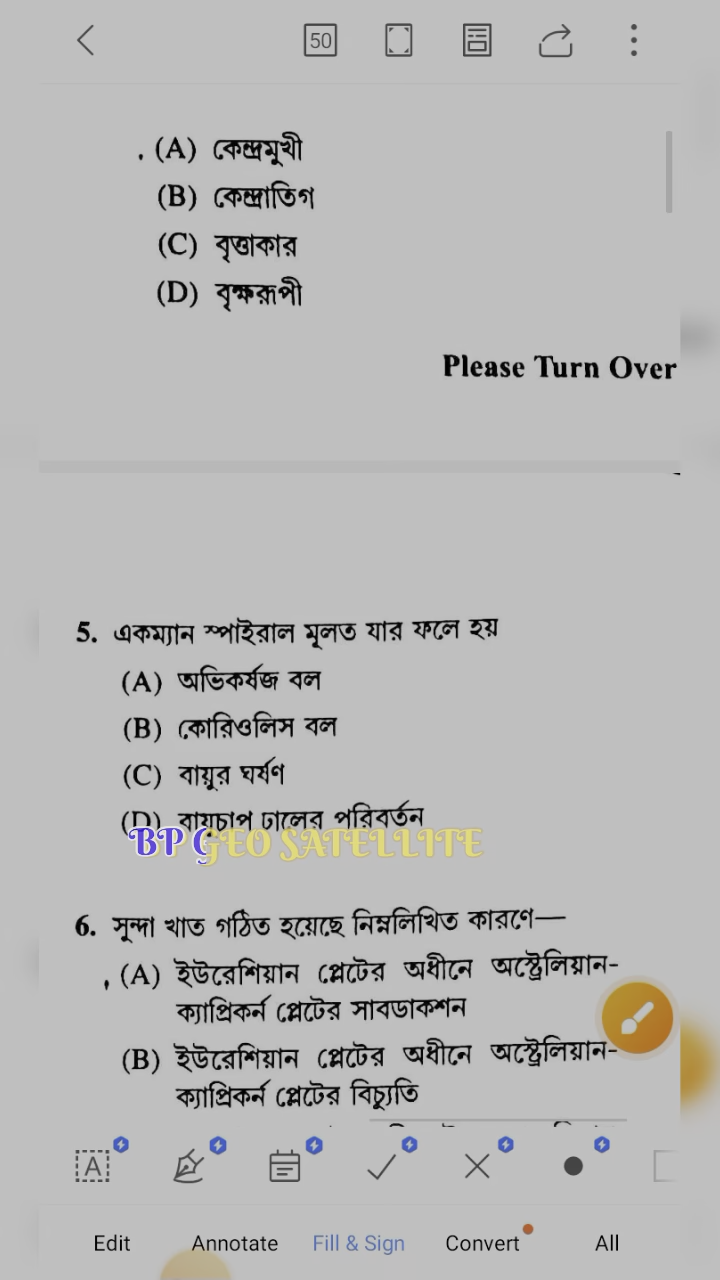 50
. (A) কেন্দ্রমুখী
(B) কেন্দ্রাতিগ
(C) বৃত্তাকার
(D) বৃক্ষরূপী
Please Turn Over
5. একম্যান স্পাইরাল মূলত যার ফলে হয়
(A) অভিকর্ষজ বল
(B) কোরিওলিস বল
(C) বায়ুর ঘর্ষণ
(D) বায়ুচাপ ঢালের পরিবর্তন
BP GEO SATELLITE
6. সুন্দা খাত গঠিত হয়েছে নিম্নলিখিত কারণে—
(A) ইউরেশিয়ান প্লেটের অধীনে অস্ট্রেলিয়ান-
ক্যাপ্রিকর্ন প্লেটের সাবডাকশন
(B) ইউরেশিয়ান প্লেটের অধীনে অস্ট্রেলিয়ান-
ক্যাপ্রিকর্ন প্লেটের বিচ্যুতি
A
Edit Annotate Fill & Sign Convert All